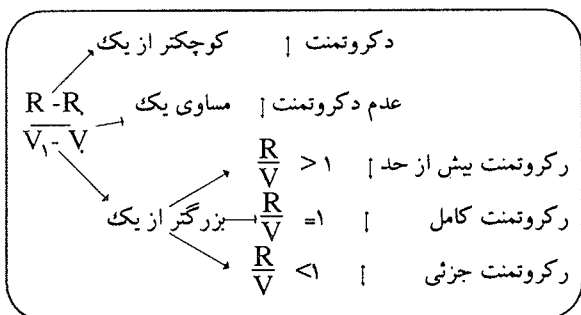 کوچکتر از یک ↑ دکروتمنت
R -R.
مساوی یک ↑ عدم دکروتمنت
V₁- V.
R/V > ۱ ↑ رکروتمنت بیش از حد
بزرگتر از یک R/V =۱ ↑ رکروتمنت کامل
R/V <۱ ↑ رکروتمنت جزئی